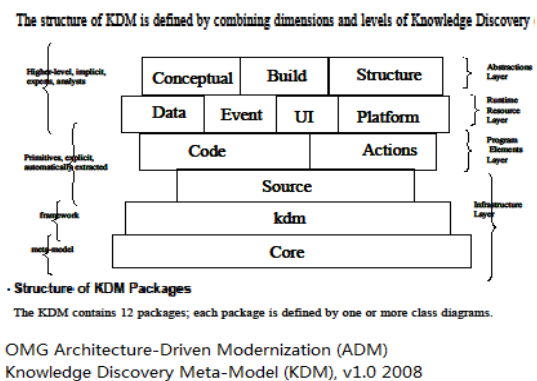 The structure of KDM is defined by combining dimensions and levels of Knowledge Discovery
Higher-level, implicit,
experts, analysts
Conceptual Build Structure
Abstractions
Layer
Data Event UI Platform
Runtime
Resource
Layer
Primitives, explicit,
automatically extracted
Code Actions
Program
Elements
Layer
Source
framework
kdm
Infrastructure
Layer
meta-model
Core
· Structure of KDM Packages
The KDM contains 12 packages; each package is defined by one or more class diagrams.
OMG Architecture-Driven Modernization (ADM)
Knowledge Discovery Meta-Model (KDM), v1.0 2008